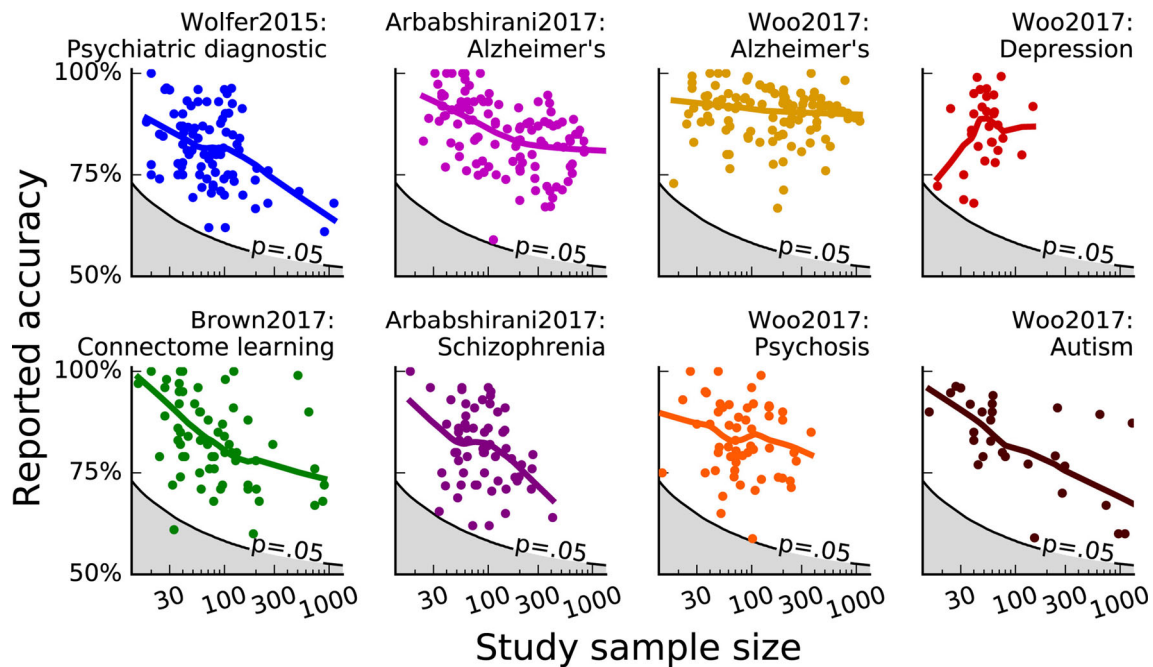 Wolfer2015:
Psychiatric diagnostic
Arbabshirani2017:
Alzheimer's
Woo2017:
Alzheimer's
Woo2017:
Depression
100%
75%
50%
p=.05
p=.05
p=.05
p=.05
Reported accuracy
Brown2017:
Connectome learning
Arbabshirani2017:
Schizophrenia
Woo2017:
Psychosis
Woo2017:
Autism
100%
75%
50%
p=.05
p=.05
p=.05
p=.05
30 100 300 1000
30 100 300 1000
30 100 300 1000
30 100 300 1000
Study sample size